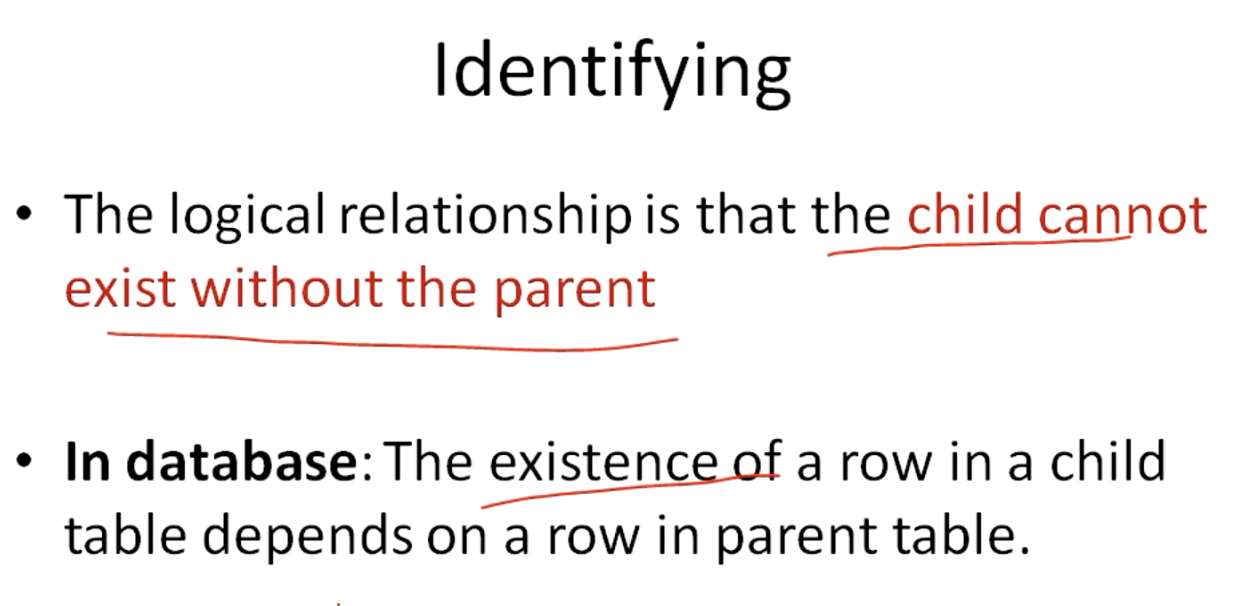 Identifying
• The logical relationship is that the child cannot
exist without the parent
• In database: The existence of a row in a child
table depends on a row in parent table.